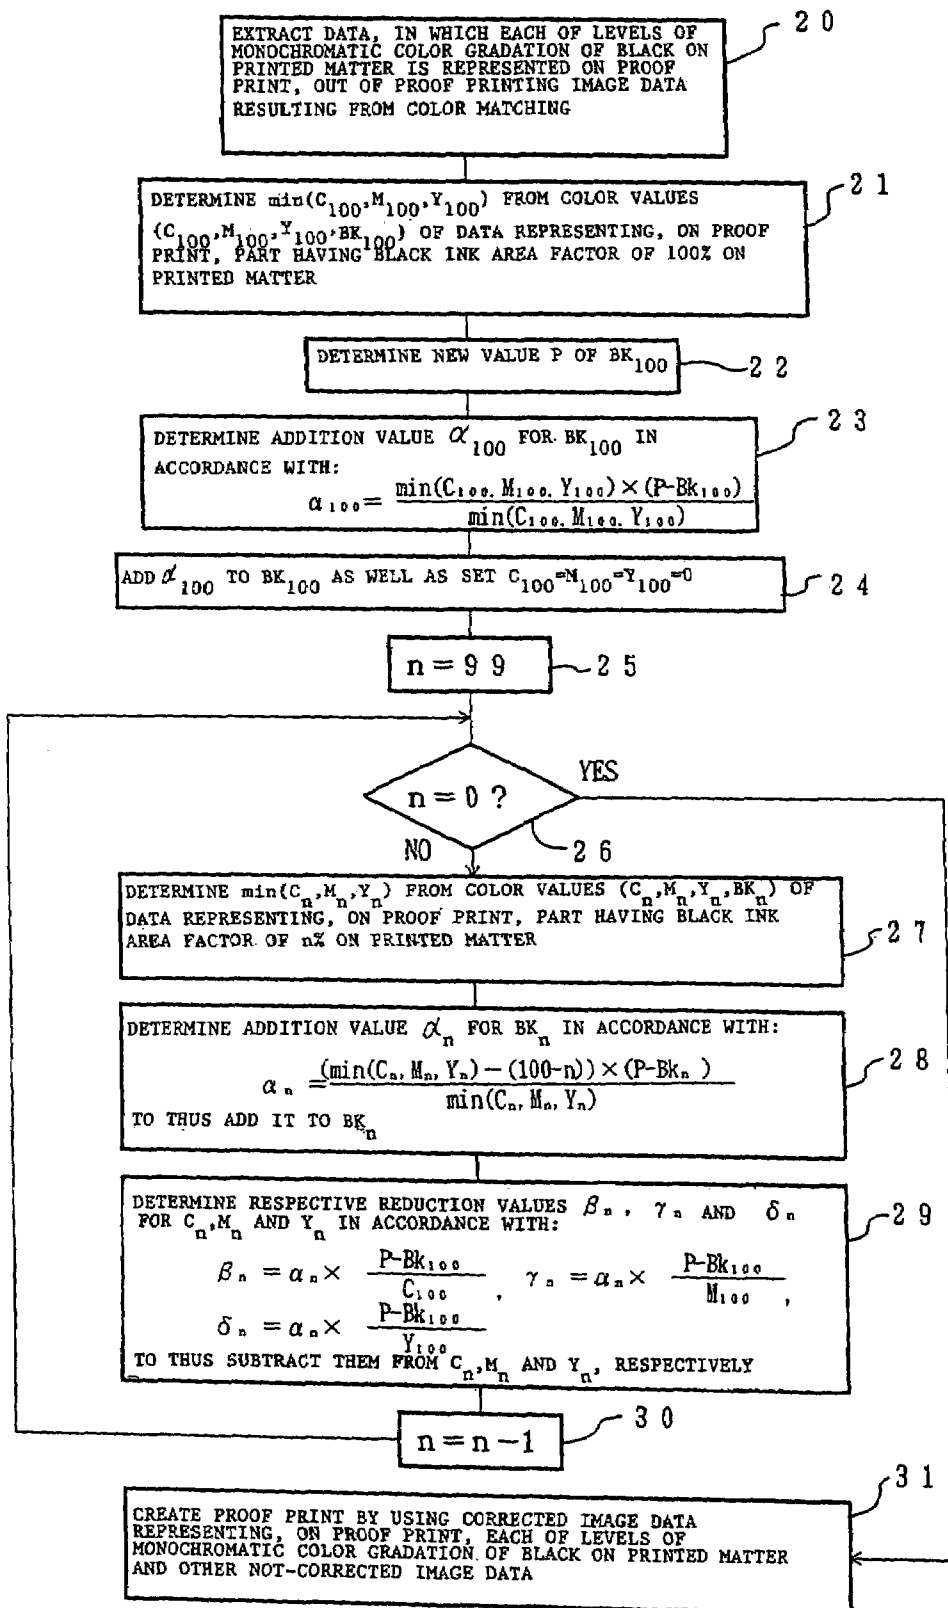 20
EXTRACT DATA, IN WHICH EACH OF LEVELS OF
MONOCHROMATIC COLOR GRADATION OF BLACK ON
PRINTED MATTER IS REPRESENTED ON PROOF
PRINT, OUT OF PROOF PRINTING IMAGE DATA
RESULTING FROM COLOR MATCHING
21
DETERMINE min(C₁₀₀,M₁₀₀,Y₁₀₀) FROM COLOR VALUES
(C₁₀₀,M₁₀₀,Y₁₀₀,BK₁₀₀) OF DATA REPRESENTING, ON PROOF
PRINT, PART HAVING BLACK INK AREA FACTOR OF 100% ON
PRINTED MATTER
DETERMINE NEW VALUE P OF BK₁₀₀
22
23
DETERMINE ADDITION VALUE α₁₀₀ FOR BK₁₀₀ IN
ACCORDANCE WITH:
α₁₀₀ = min(C₁₀₀, M₁₀₀, Y₁₀₀) × (P-Bk₁₀₀)
min(C₁₀₀, M₁₀₀, Y₁₀₀)
ADD α₁₀₀ TO BK₁₀₀ AS WELL AS SET C₁₀₀=M₁₀₀=Y₁₀₀=0
24
n = 99
25
n = 0 ?
YES
NO
26
DETERMINE min(Cₙ,Mₙ,Yₙ) FROM COLOR VALUES (Cₙ,Mₙ,Yₙ,BKₙ) OF
DATA REPRESENTING, ON PROOF PRINT, PART HAVING BLACK INK
AREA FACTOR OF n% ON PRINTED MATTER
27
DETERMINE ADDITION VALUE αₙ FOR BKₙ IN ACCORDANCE WITH:
αₙ = (min(Cₙ, Mₙ, Yₙ) - (100-n)) × (P-Bkₙ)
min(Cₙ, Mₙ, Yₙ)
TO THUS ADD IT TO BKₙ
28
DETERMINE RESPECTIVE REDUCTION VALUES βₙ, γₙ AND δₙ
FOR Cₙ,Mₙ AND Yₙ IN ACCORDANCE WITH:
βₙ = αₙ × P-Bk₁₀₀ / C₁₀₀ , γₙ = αₙ × P-Bk₁₀₀ / M₁₀₀ ,
δₙ = αₙ × P-Bk₁₀₀ / Y₁₀₀
TO THUS SUBTRACT THEM FROM Cₙ,Mₙ AND Yₙ, RESPECTIVELY
29
n = n - 1
30
31
CREATE PROOF PRINT BY USING CORRECTED IMAGE DATA
REPRESENTING, ON PROOF PRINT, EACH OF LEVELS OF
MONOCHROMATIC COLOR GRADATION OF BLACK ON PRINTED MATTER
AND OTHER NOT-CORRECTED IMAGE DATA